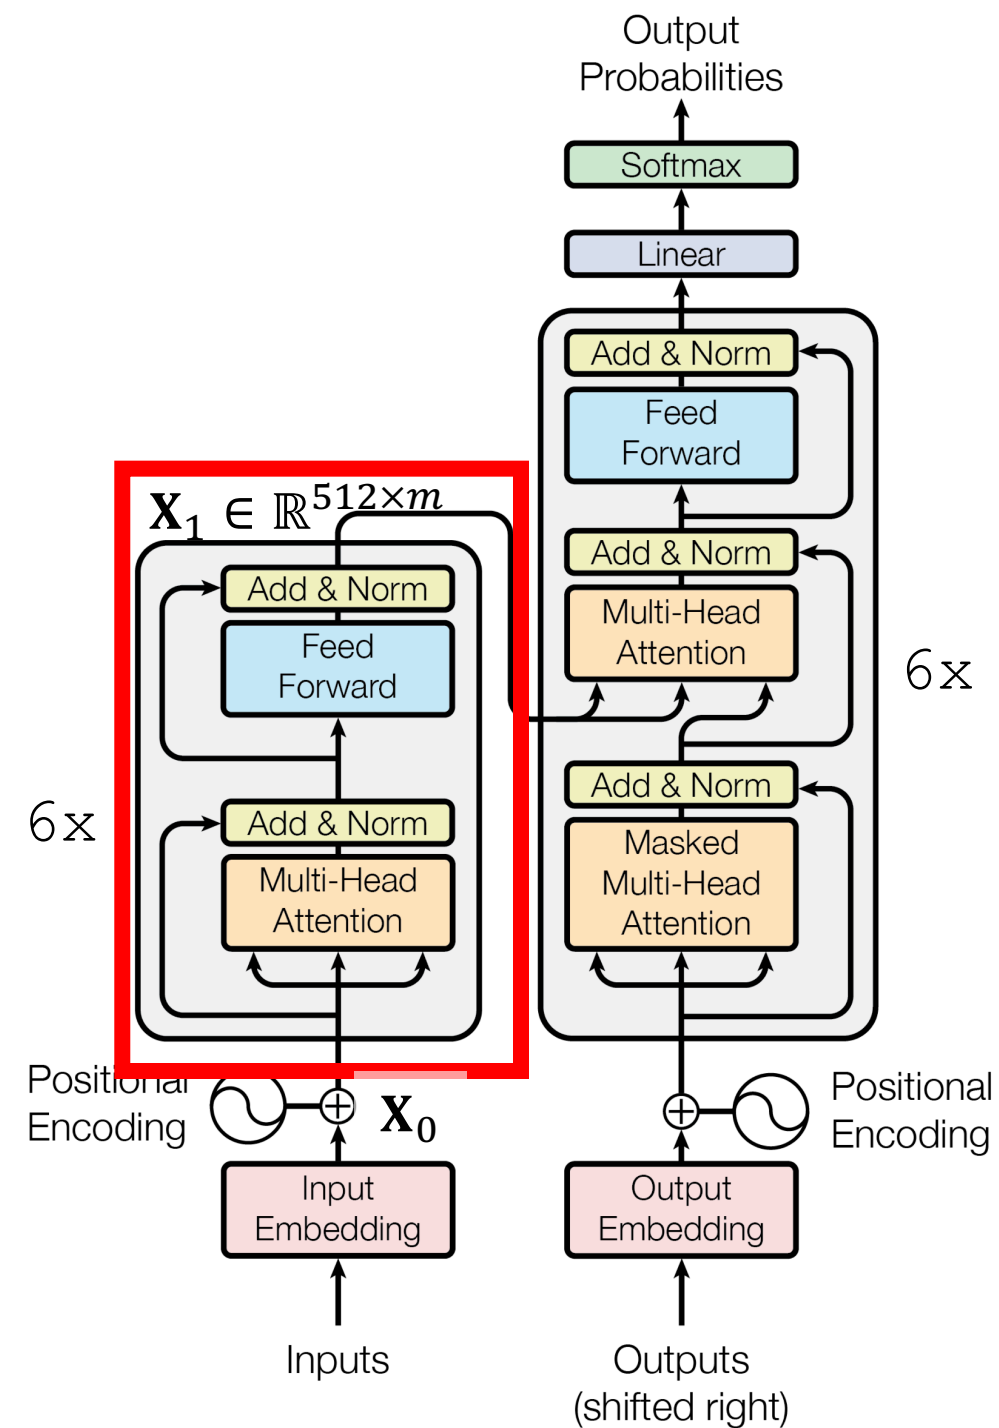 Output
Probabilities
Softmax
Linear
Add & Norm
Feed
Forward
Add & Norm
Multi-Head
Attention
6x
Add & Norm
Masked
Multi-Head
Attention
𝐗₁ ∈ ℝ⁵¹²ˣᵐ
Add & Norm
Feed
Forward
6x
Add & Norm
Multi-Head
Attention
Positional
Encoding
𝐗₀
Positional
Encoding
Input
Embedding
Output
Embedding
Inputs
Outputs
(shifted right)